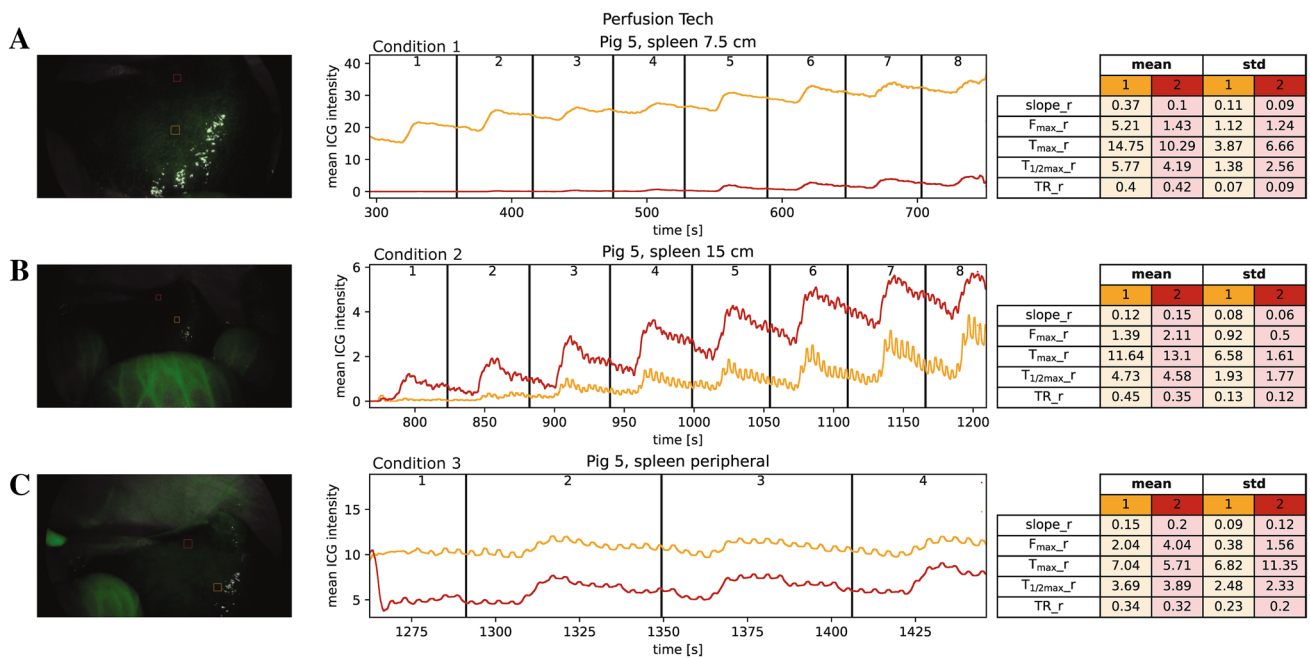 Perfusion Tech
A
Condition 1
Pig 5, spleen 7.5 cm
1 2 3 4 5 6 7 8
mean ICG intensity
40
30
20
10
0
300 400 500 600 700
time [s]
mean std
1 2 1 2
slope_r 0.37 0.1 0.11 0.09
Fmax_r 5.21 1.43 1.12 1.24
Tmax_r 14.75 10.29 3.87 6.66
T1/2max_r 5.77 4.19 1.38 2.56
TR_r 0.4 0.42 0.07 0.09
B
Condition 2
Pig 5, spleen 15 cm
1 2 3 4 5 6 7 8
mean ICG intensity
6
4
2
0
800 850 900 950 1000 1050 1100 1150 1200
time [s]
mean std
1 2 1 2
slope_r 0.12 0.15 0.08 0.06
Fmax_r 1.39 2.11 0.92 0.5
Tmax_r 11.64 13.1 6.58 1.61
T1/2max_r 4.73 4.58 1.93 1.77
TR_r 0.45 0.35 0.13 0.12
C
Condition 3
Pig 5, spleen peripheral
1 2 3 4
mean ICG intensity
15
10
5
1275 1300 1325 1350 1375 1400 1425
time [s]
mean std
1 2 1 2
slope_r 0.15 0.2 0.09 0.12
Fmax_r 2.04 4.04 0.38 1.56
Tmax_r 7.04 5.71 6.82 11.35
T1/2max_r 3.69 3.89 2.48 2.33
TR_r 0.34 0.32 0.23 0.2